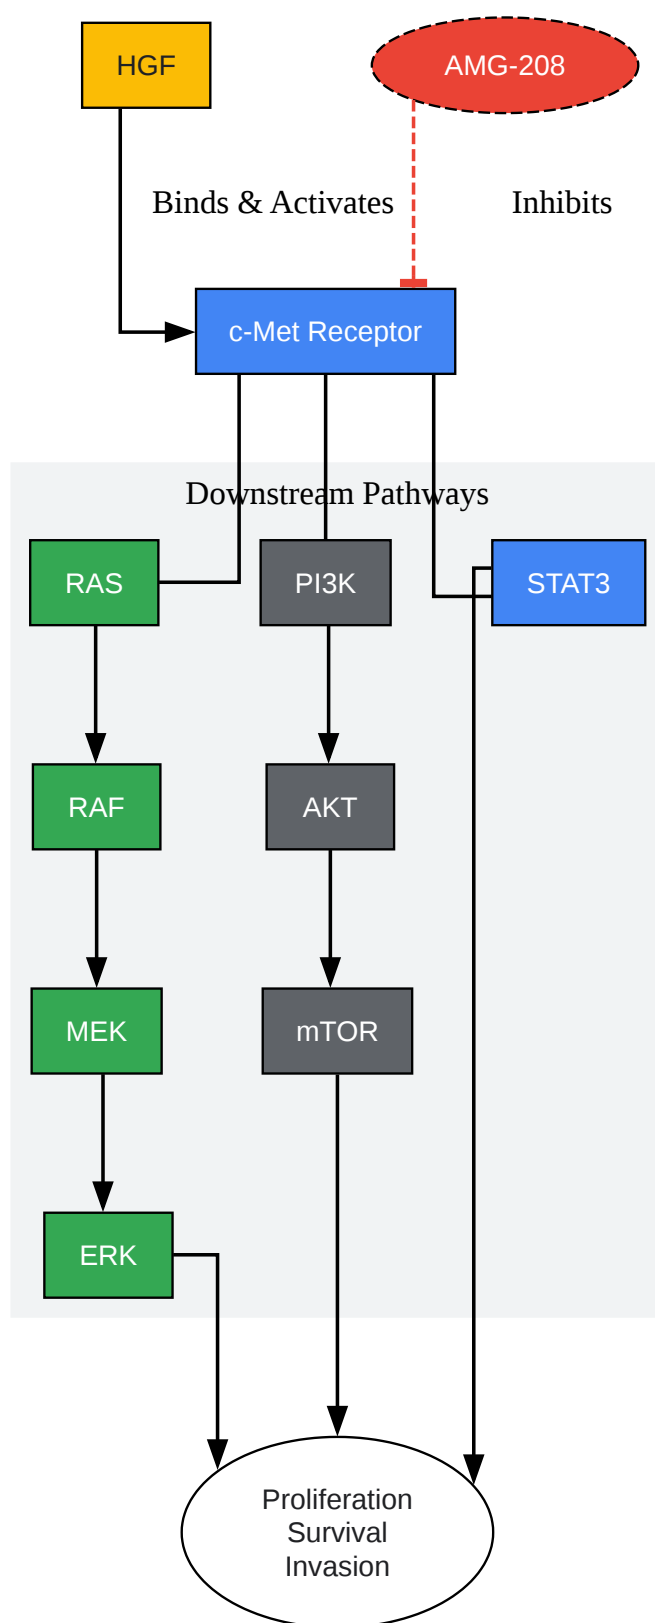 HGF
AMG-208
Binds & Activates
Inhibits
c-Met Receptor
Downstream Pathways
RAS
PI3K
STAT3
RAF
AKT
MEK
mTOR
ERK
Proliferation
Survival
Invasion